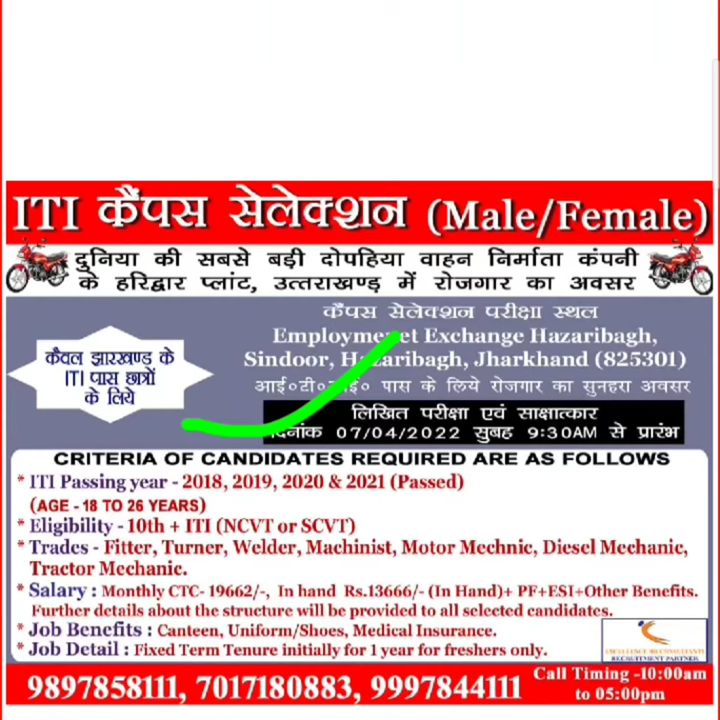 ITI कैंपस सेलेक्शन (Male/Female)
दुनिया की सबसे बड़ी दोपहिया वाहन निर्माता कंपनी
के हरिद्वार प्लांट, उत्तराखण्ड़ में रोजगार का अवसर
कैंपस सेलेक्शन परीक्षा स्थल
Exchange Hazaribagh,
Sindoor, Jharkhand (825301)
पास के लिये रोजगार का सुनहरा अवसर
कैवल झारखण्ड के
ITI पास छात्रों
के लिये
लिखित परीक्षा एवं साक्षात्कार
07/04/2022 सुबह 9:30AM से प्रारंभ
CRITERIA OF CANDIDATES REQUIRED ARE AS FOLLOWS
* ITI Passing year - 2018, 2019, 2020 & 2021 (Passed)
(AGE - 18 TO 26 YEARS)
* Eligibility - 10th + ITI (NCVT or SCVT)
* Trades - Fitter, Turner, Welder, Machinist, Motor Mechnic, Diesel Mechanic,
Tractor Mechanic.
* Salary : Monthly CTC- 19662/-, In hand Rs.13666/- (In Hand)+ PF+ESI+Other Benefits.
Further details about the structure will be provided to all selected candidates.
* Job Benefits : Canteen, Uniform/Shoes, Medical Insurance.
* Job Detail : Fixed Term Tenure initially for 1 year for freshers only.
RECRUITMENT PARTNER
9897858111, 7017180883, 9997844111
Call Timing -10:00am
to 05:00pm